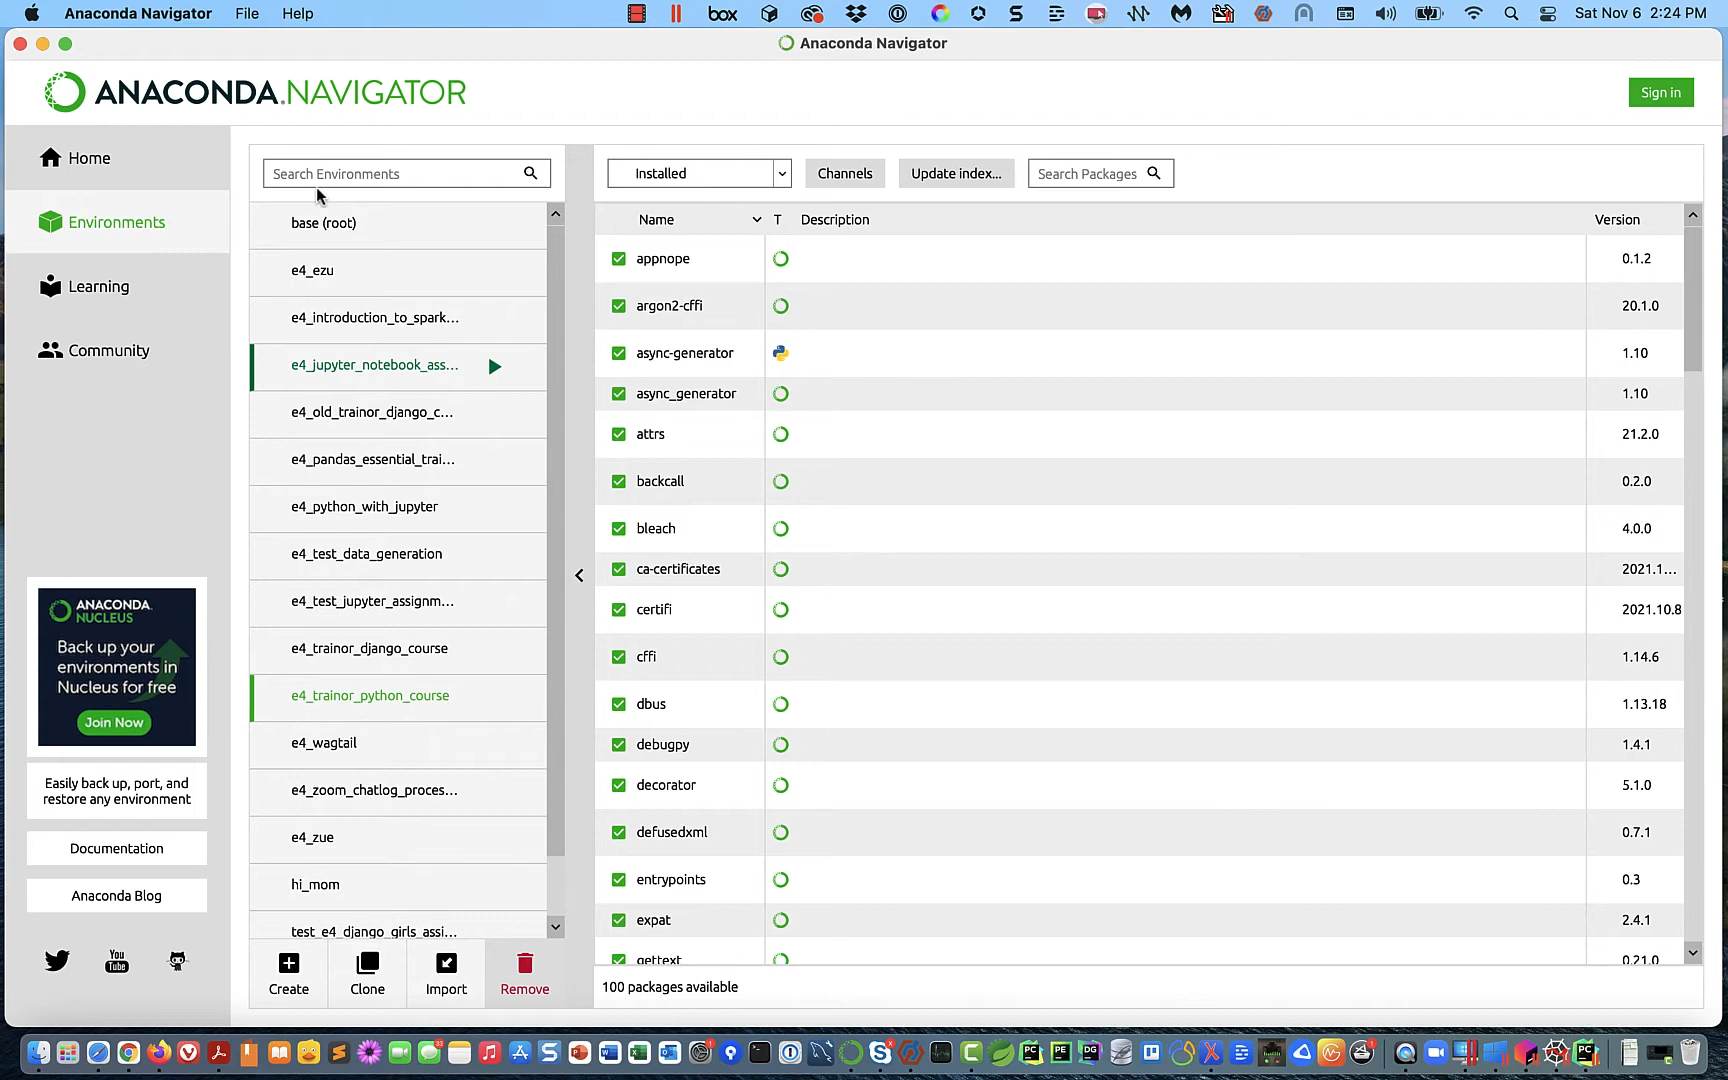 Anaconda Navigator File Help box Sat Nov 6 2:24 PM
Anaconda Navigator
ANACONDA.NAVIGATOR
Sign in
Home
Environments
Learning
Community
ANACONDA
NUCLEUS
Back up your
environments in
Nucleus for free
Join Now
Easily back up, port, and
restore any environment
Documentation
Anaconda Blog
You
Tube
Search Environments
base (root)
e4_ezu
e4_introduction_to_spark...
e4_jupyter_notebook_ass...
e4_old_trainor_django_c...
e4_pandas_essential_trai...
e4_python_with_jupyter
e4_test_data_generation
e4_test_jupyter_assignm...
e4_trainor_django_course
e4_trainor_python_course
e4_wagtail
e4_zoom_chatlog_proces...
e4_zue
hi_mom
test_e4_django_girls_assi...
Create Clone Import Remove
Installed Channels Update index... Search Packages
Name T Description Version
appnope 0.1.2
argon2-cffi 20.1.0
async-generator 1.10
async_generator 1.10
attrs 21.2.0
backcall 0.2.0
bleach 4.0.0
ca-certificates 2021.1...
certifi 2021.10.8
cffi 1.14.6
dbus 1.13.18
debugpy 1.4.1
decorator 5.1.0
defusedxml 0.7.1
entrypoints 0.3
expat 2.4.1
gettext 0.21.0
100 packages available